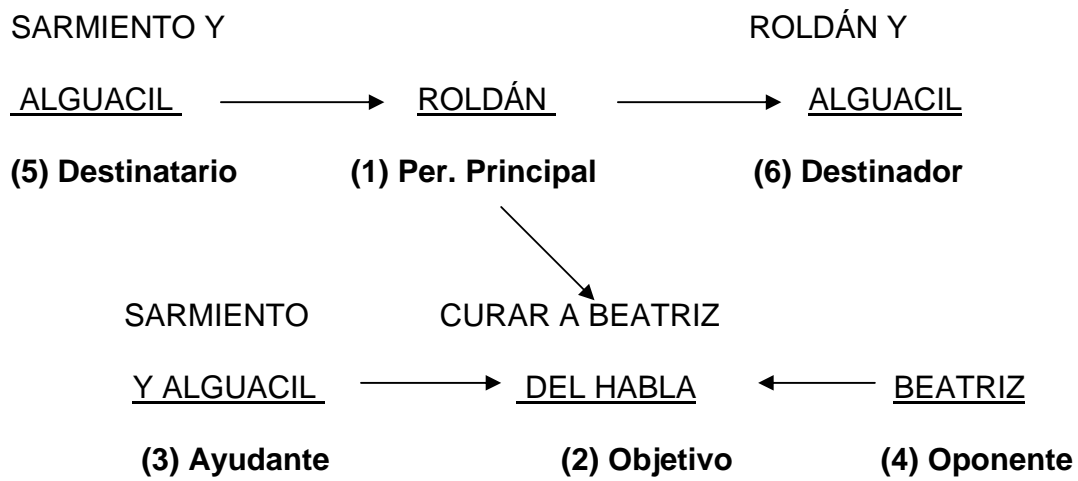 SARMIENTO Y ROLDÁN Y
ALGUACIL ROLDÁN ALGUACIL
(5) Destinatario (1) Per. Principal (6) Destinador
SARMIENTO CURAR A BEATRIZ
Y ALGUACIL DEL HABLA BEATRIZ
(3) Ayudante (2) Objetivo (4) Oponente